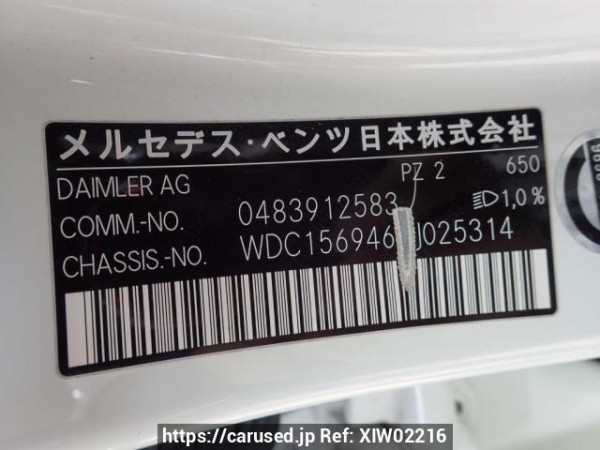 メルセデス・ベンツ日本株式会社
DAIMLER AG PZ 2 650
COMM.-NO. 0483912583 1,0 %
CHASSIS.-NO. WDC156946 J025314
https://carused.jp Ref: XIW02216